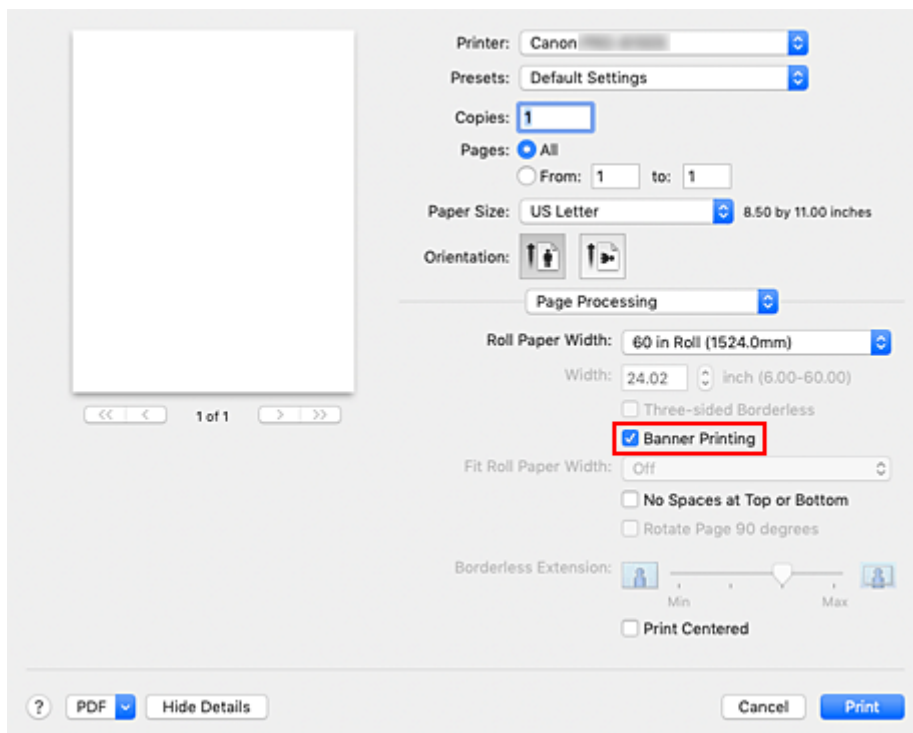 Printer: Canon
Presets: Default Settings
Copies: 1
Pages: All
From: 1 to: 1
Paper Size: US Letter 8.50 by 11.00 inches
Orientation:
Page Processing
Roll Paper Width: 60 in Roll (1524.0mm)
Width: 24.02 inch (6.00-60.00)
Three-sided Borderless
1 of 1
Banner Printing
Fit Roll Paper Width: Off
No Spaces at Top or Bottom
Rotate Page 90 degrees
Borderless Extension:
Min Max
Print Centered
? PDF Hide Details Cancel Print